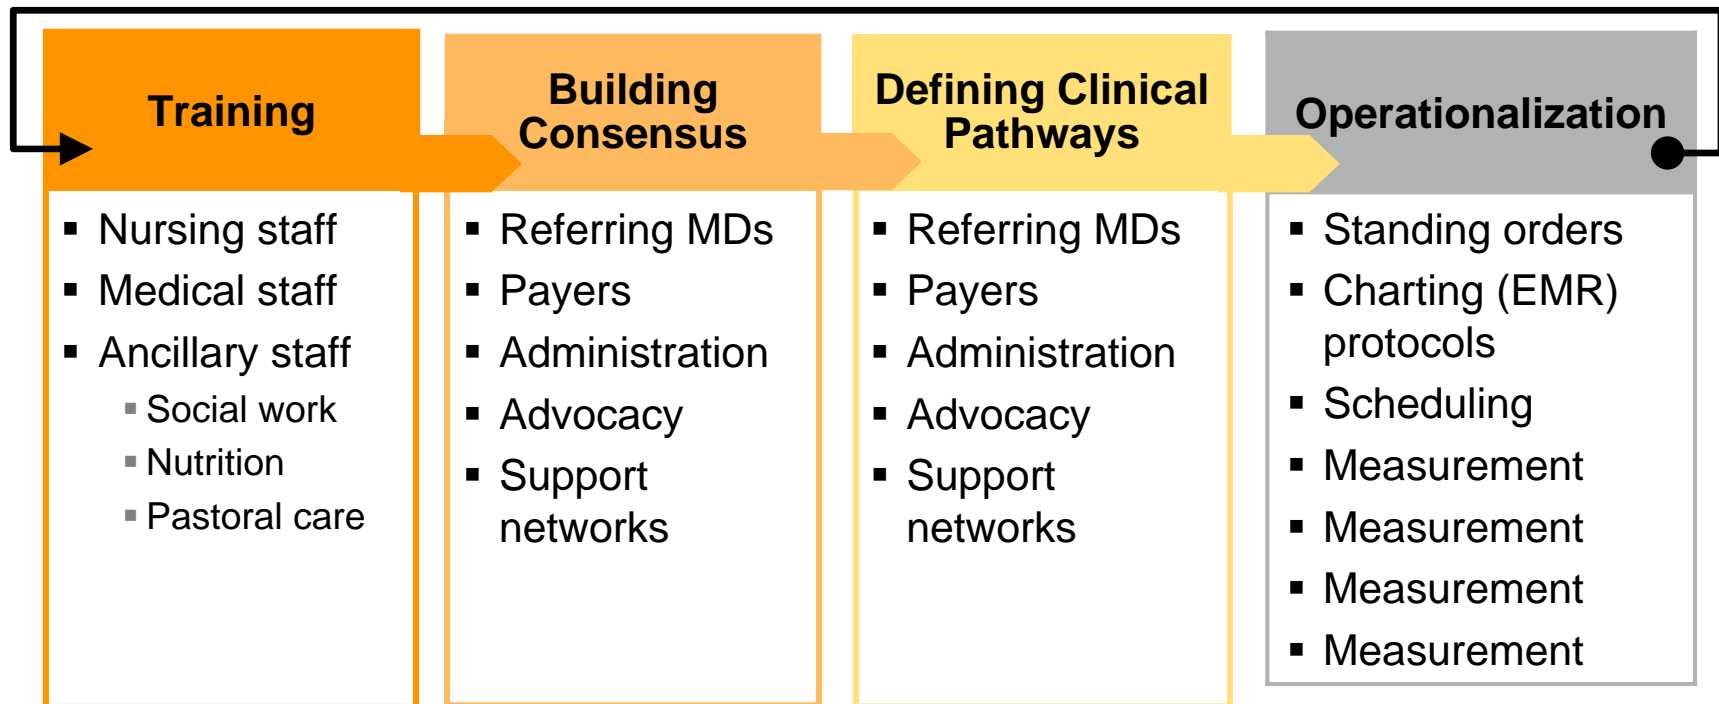 Training
▪ Nursing staff
▪ Medical staff
▪ Ancillary staff
▪ Social work
▪ Nutrition
▪ Pastoral care
Building
Consensus
▪ Referring MDs
▪ Payers
▪ Administration
▪ Advocacy
▪ Support
networks
Defining Clinical
Pathways
▪ Referring MDs
▪ Payers
▪ Administration
▪ Advocacy
▪ Support
networks
Operationalization
▪ Standing orders
▪ Charting (EMR)
protocols
▪ Scheduling
▪ Measurement
▪ Measurement
▪ Measurement
▪ Measurement